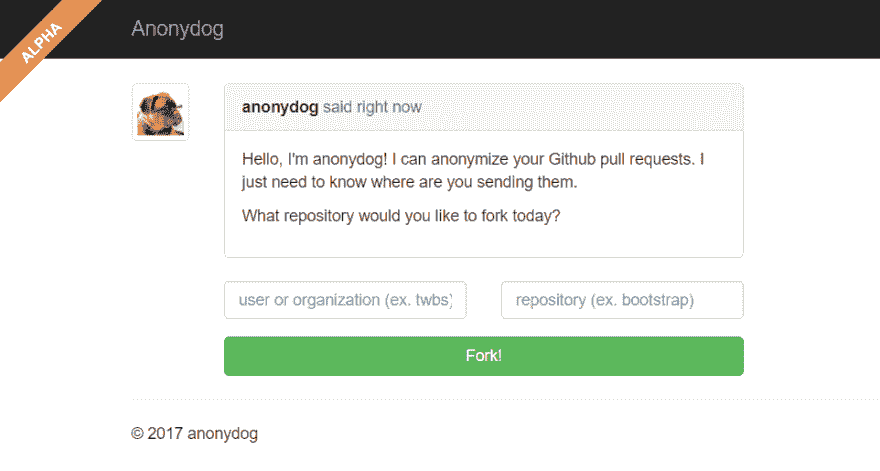 ALPHA
Anonydog
anonydog said right now
Hello, I'm anonydog! I can anonymize your Github pull requests. I
just need to know where are you sending them.
What repository would you like to fork today?
user or organization (ex. twbs)
repository (ex. bootstrap)
Fork!
© 2017 anonydog